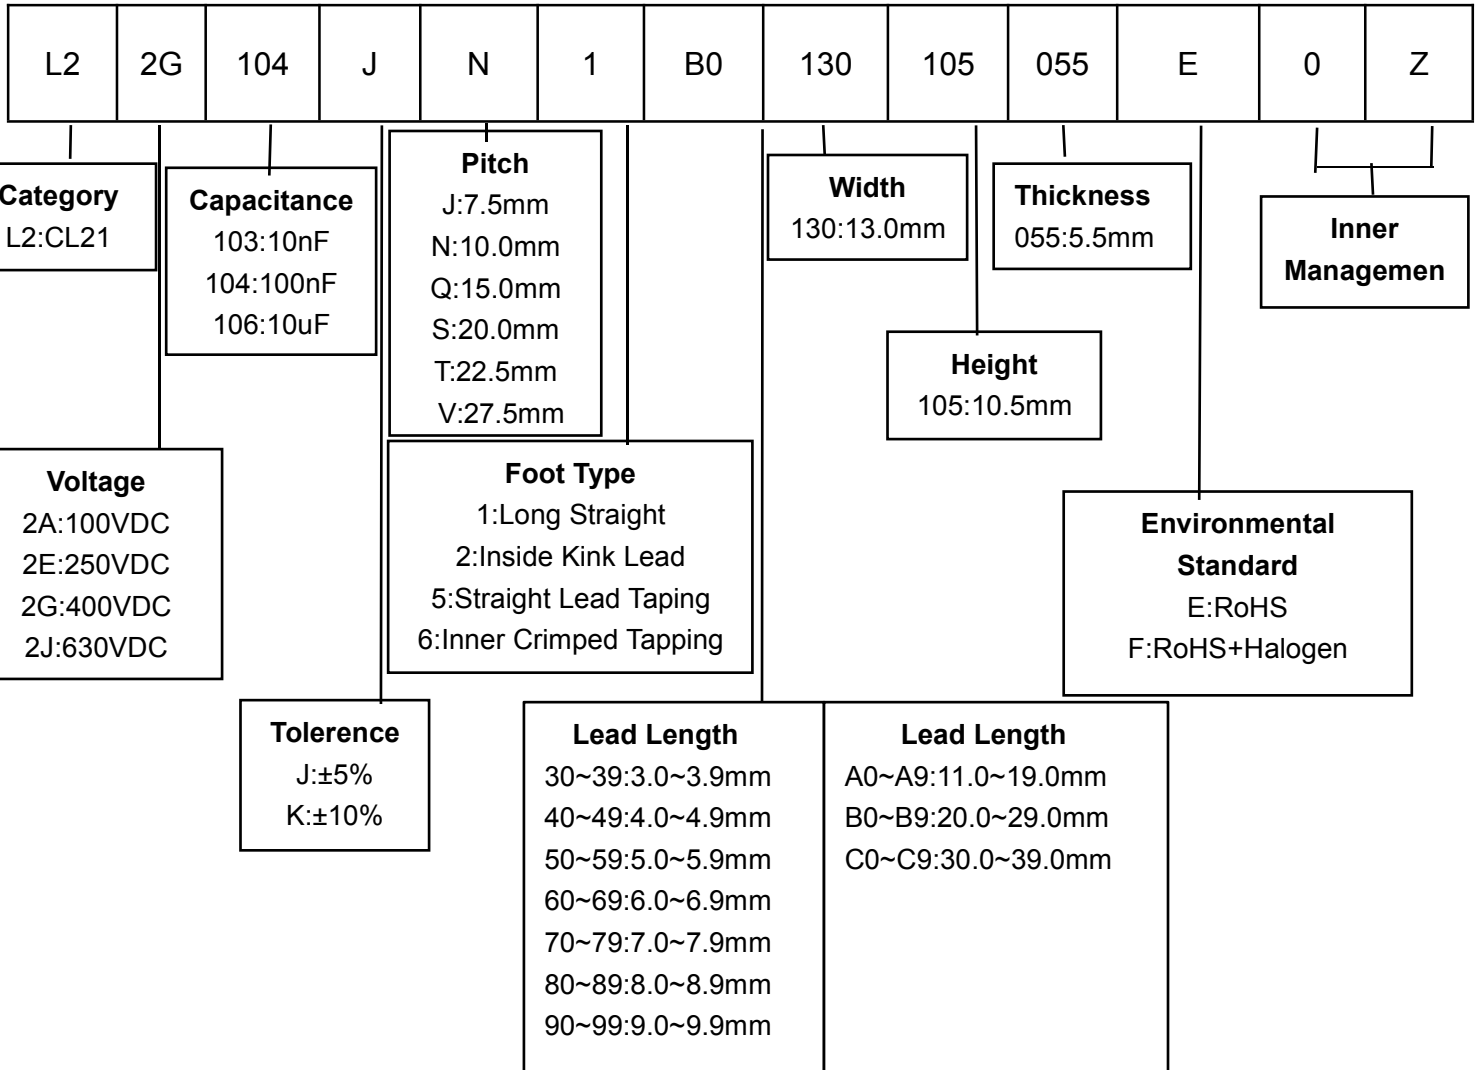 L2 2G 104 J N 1 B0 130 105 055 E 0 Z
Category
L2:CL21
Capacitance
103:10nF
104:100nF
106:10uF
Pitch
J:7.5mm
N:10.0mm
Q:15.0mm
S:20.0mm
T:22.5mm
V:27.5mm
Width
130:13.0mm
Thickness
055:5.5mm
Inner
Managemen
Height
105:10.5mm
Voltage
2A:100VDC
2E:250VDC
2G:400VDC
2J:630VDC
Foot Type
1:Long Straight
2:Inside Kink Lead
5:Straight Lead Taping
6:Inner Crimped Tapping
Environmental
Standard
E:RoHS
F:RoHS+Halogen
Tolerence
J:±5%
K:±10%
Lead Length
30~39:3.0~3.9mm
40~49:4.0~4.9mm
50~59:5.0~5.9mm
60~69:6.0~6.9mm
70~79:7.0~7.9mm
80~89:8.0~8.9mm
90~99:9.0~9.9mm
Lead Length
A0~A9:11.0~19.0mm
B0~B9:20.0~29.0mm
C0~C9:30.0~39.0mm